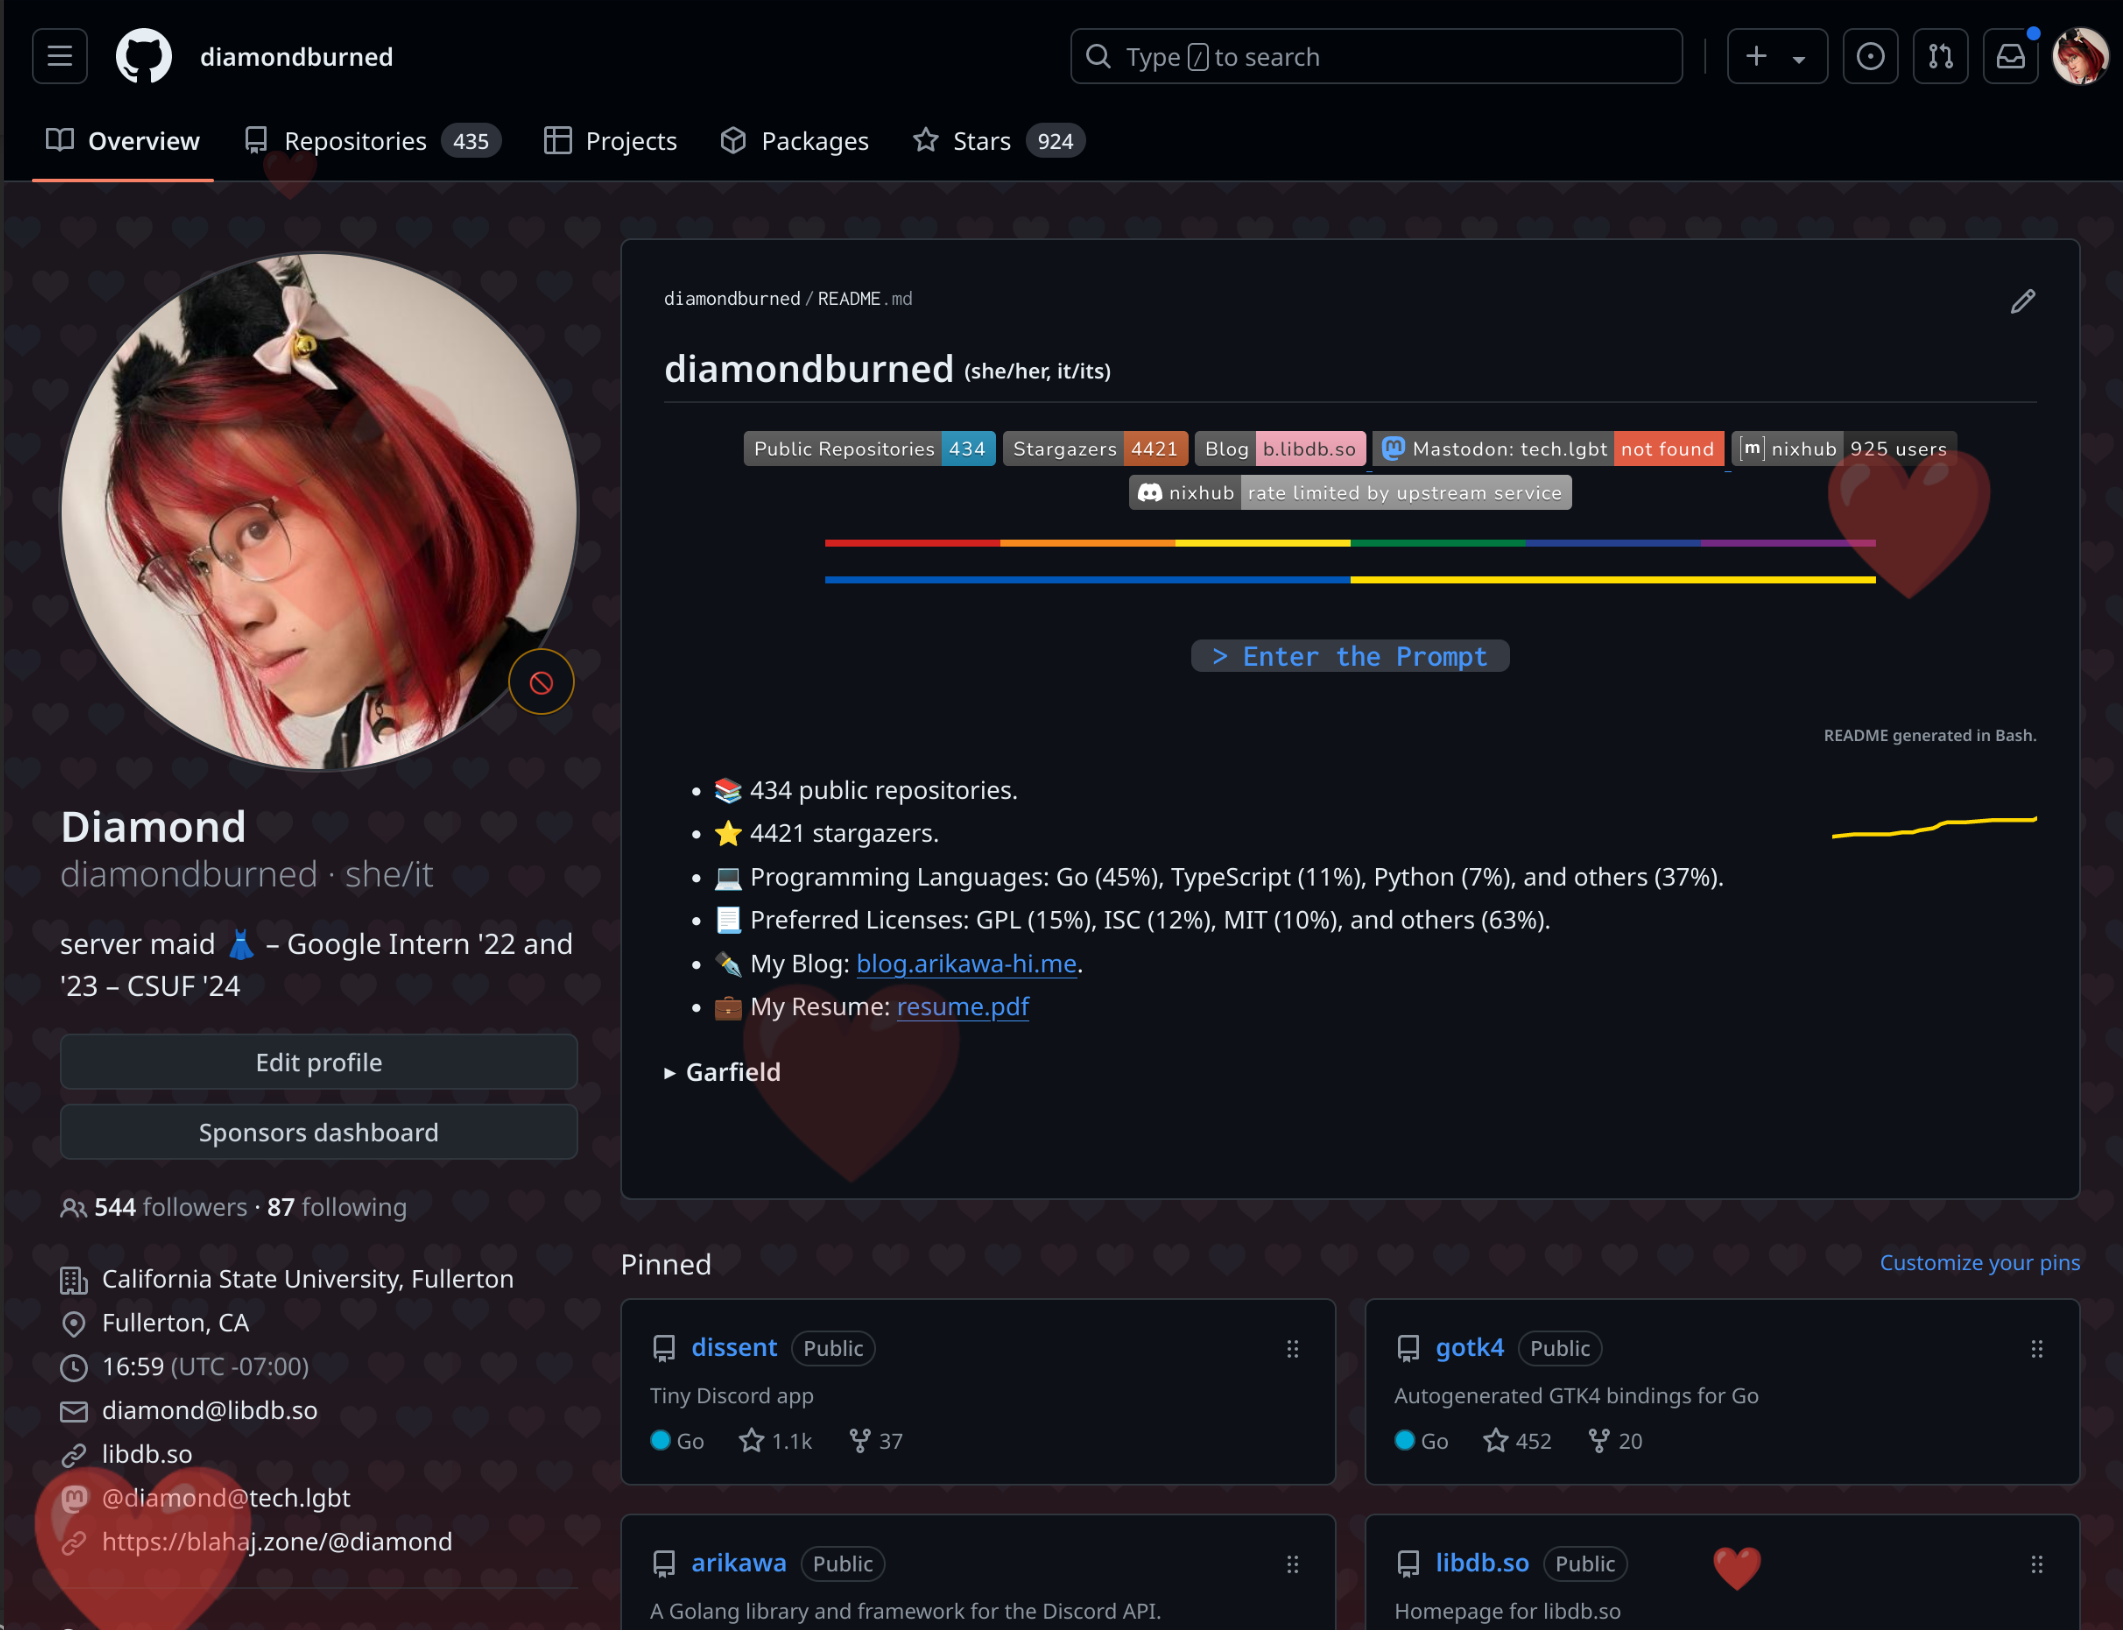 diamondburned
Type / to search
Overview
Repositories 435
Projects
Packages
Stars 924
diamondburned / README.md
diamondburned (she/her, it/its)
Public Repositories 434 Stargazers 4421 Blog b.libdb.so Mastodon: tech.lgbt not found [m] nixhub 925 users
nixhub rate limited by upstream service
> Enter the Prompt
README generated in Bash.
434 public repositories.
4421 stargazers.
Programming Languages: Go (45%), TypeScript (11%), Python (7%), and others (37%).
Preferred Licenses: GPL (15%), ISC (12%), MIT (10%), and others (63%).
My Blog: blog.arikawa-hi.me.
My Resume: resume.pdf
Garfield
Diamond
diamondburned · she/it
server maid 👗 – Google Intern '22 and
'23 – CSUF '24
Edit profile
Sponsors dashboard
544 followers · 87 following
California State University, Fullerton
Fullerton, CA
16:59 (UTC -07:00)
diamond@libdb.so
libdb.so
@diamond@tech.lgbt
https://blahaj.zone/@diamond
Pinned
Customize your pins
dissent Public
Tiny Discord app
Go 1.1k 37
gotk4 Public
Autogenerated GTK4 bindings for Go
Go 452 20
arikawa Public
A Golang library and framework for the Discord API.
libdb.so Public
Homepage for libdb.so